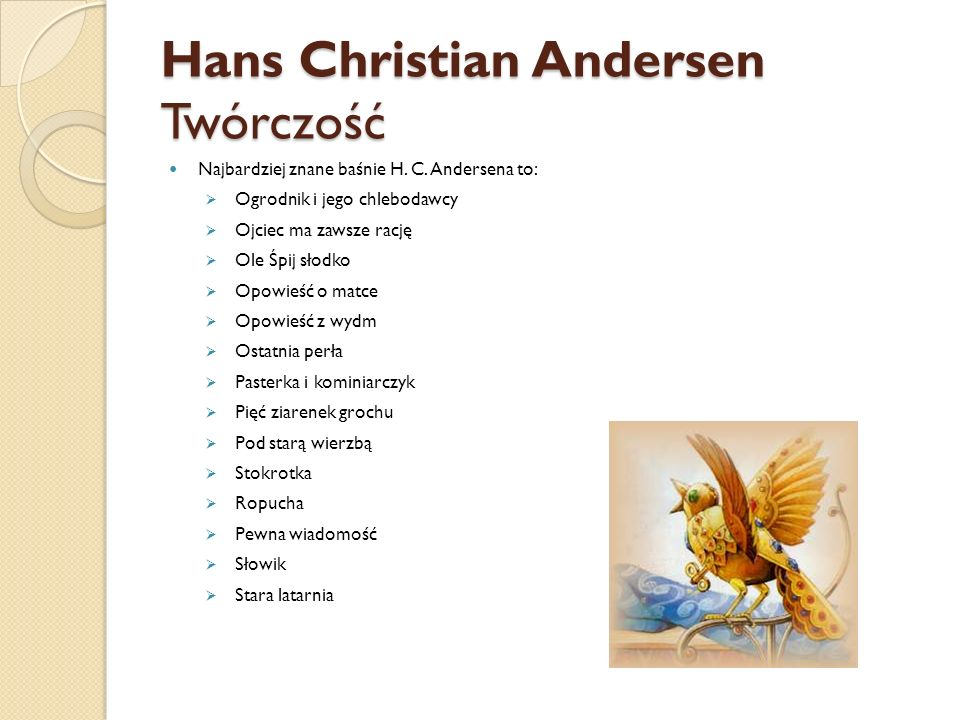 Hans Christian Andersen
Twórczość
Najbardziej znane baśnie H. C. Andersena to:
Ogrodnik i jego chlebodawcy
Ojciec ma zawsze rację
Ole Śpij słodko
Opowieść o matce
Opowieść z wydm
Ostatnia perła
Pasterka i kominiarczyk
Pięć ziarenek grochu
Pod starą wierzbą
Stokrotka
Ropucha
Pewna wiadomość
Słowik
Stara latarnia